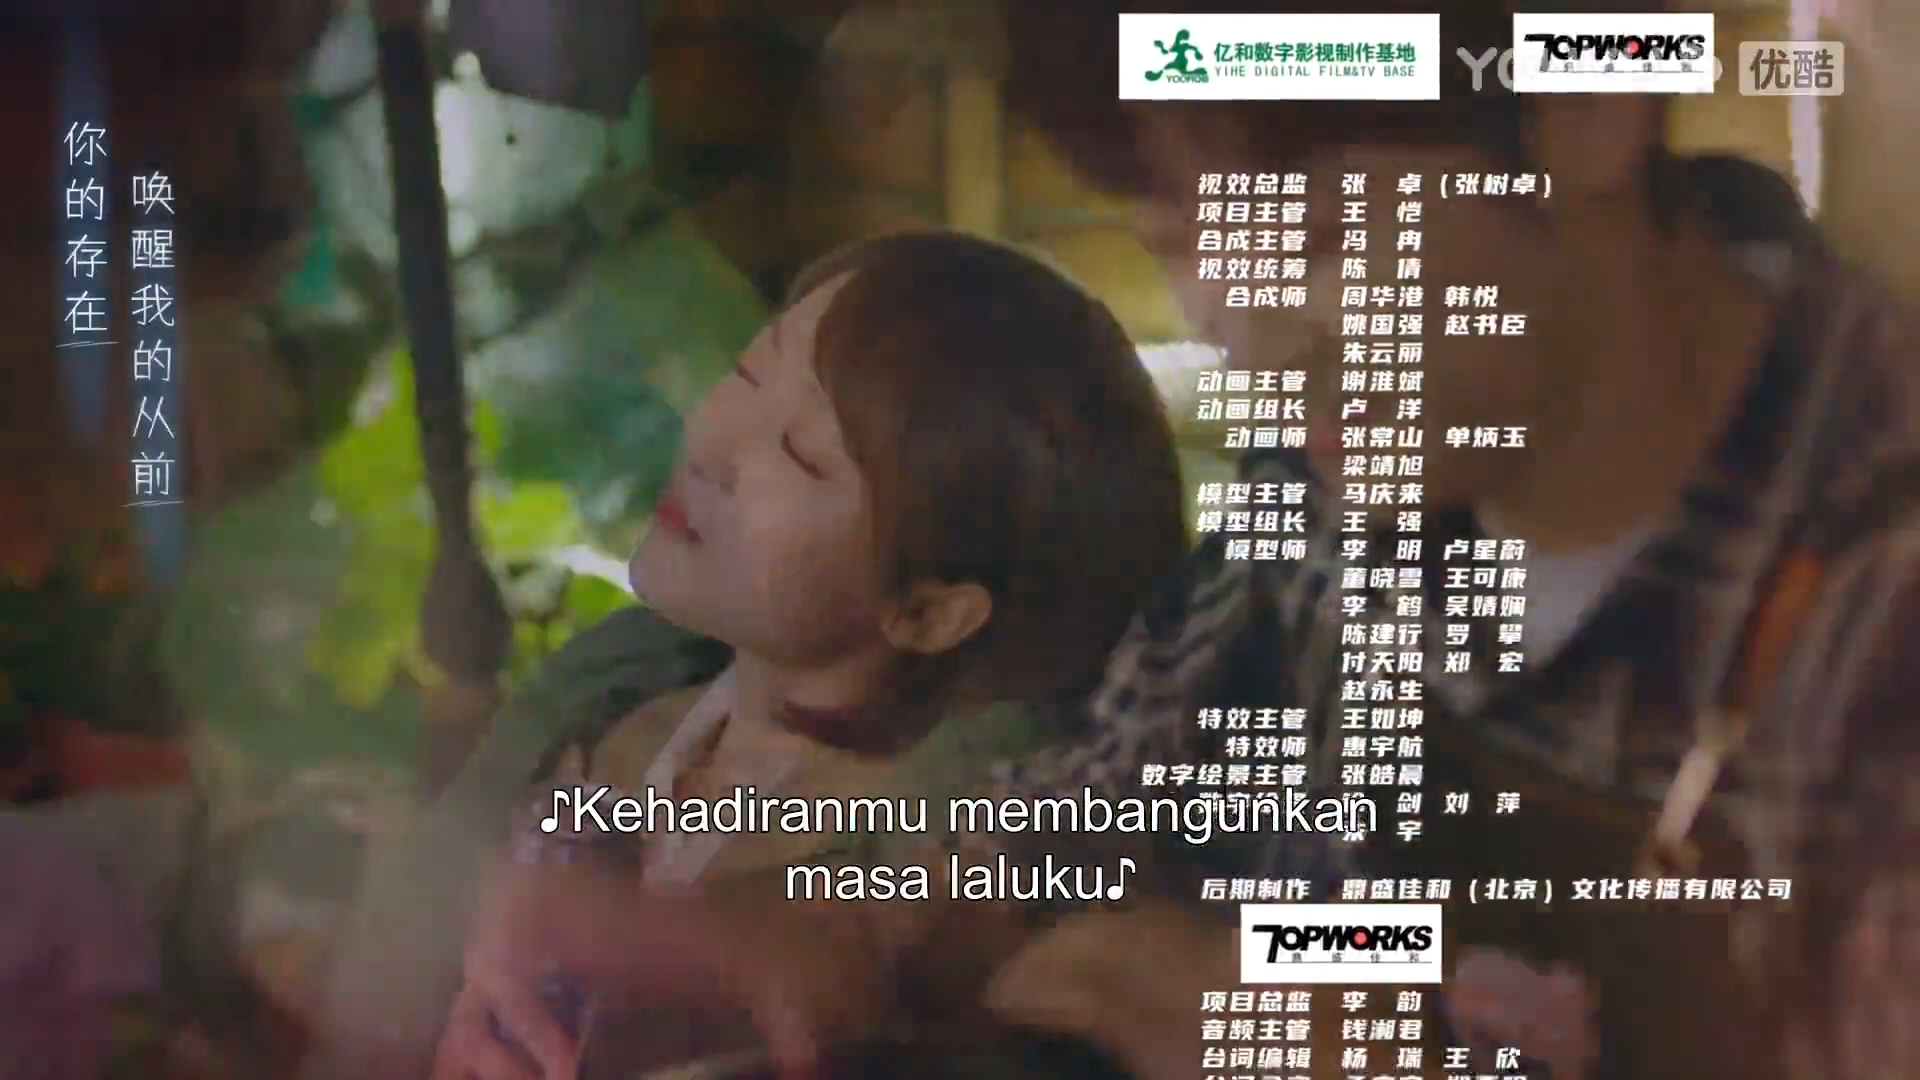 亿和数字影视制作基地
YOOHOO
YIHE DIGITAL FILM&TV BASE
TOPWORKS
优酷
你的存在
唤醒我的从前
视效总监 张 卓 (张树卓)
项目主管 王 恺
合成主管 冯 冉
视效统筹 陈 倩
合成师 周华港 韩悦
姚国强 赵书臣
朱云丽
动画主管 谢淮斌
动画组长 卢 洋
动画师 张常山 单炳玉
梁靖旭
模型主管 马庆来
模型组长 王 强
模型师 李 明 卢星蔚
董晓雪 王可康
李 鹤 吴婧娴
陈建行 罗 攀
付天阳 郑 宏
赵永生
特效主管 王如坤
特效师 惠宇航
数字绘景主管 张皓晨
剑 刘 萍
宇
♪Kehadiranmu membangunkan
masa laluku♪
后期制作 鼎盛佳和 (北京) 文化传播有限公司
TOPWORKS
鼎盛佳和
项目总监 李 韵
音频主管 钱湘君
台词编辑 杨 瑞 王 欣